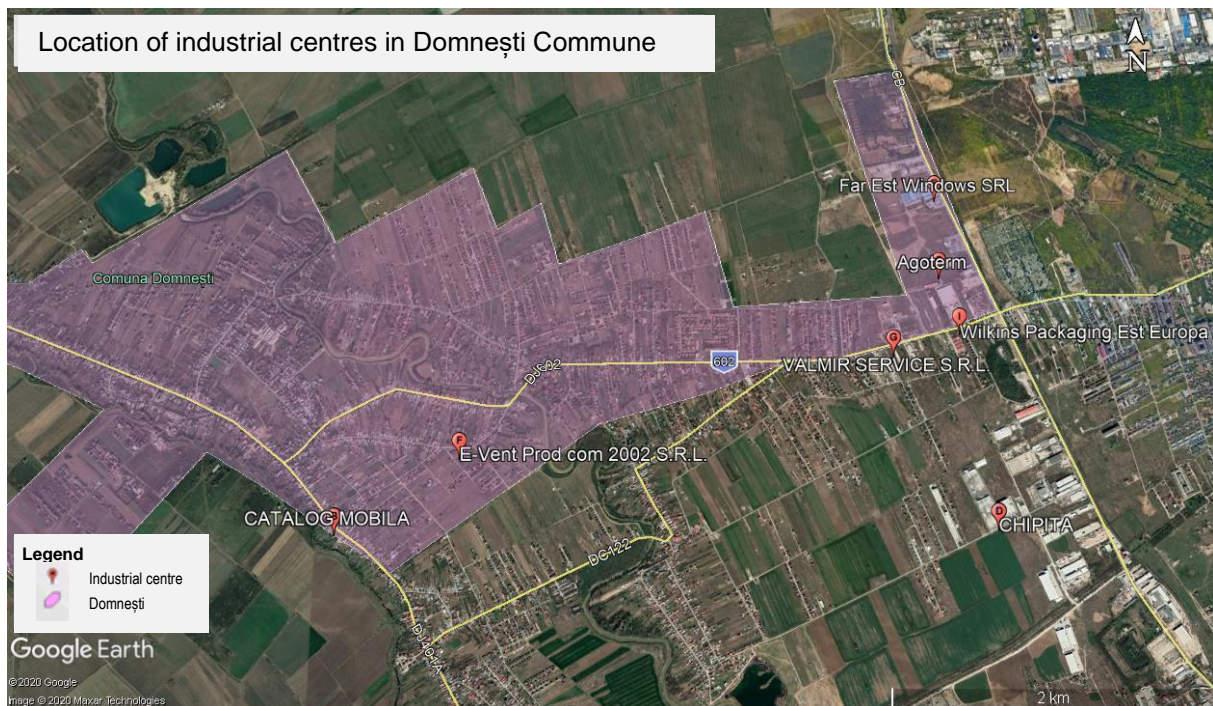 Location of industrial centres in Domnești Commune
N
CB
Far Est Windows SRL
Comuna Domnești
Agoterm
I
Wilkins Packaging Est Europa
G
VALMIR SERVICE S.R.L.
602
DJ602
F
E-Vent Prod com 2002 S.R.L.
CATALOG MOBILA
D
CHIPITA
DC122
Legend
Industrial centre
Domnești
DJ401A
Google Earth
©2020 Google
Image © 2020 Maxar Technologies
2 km